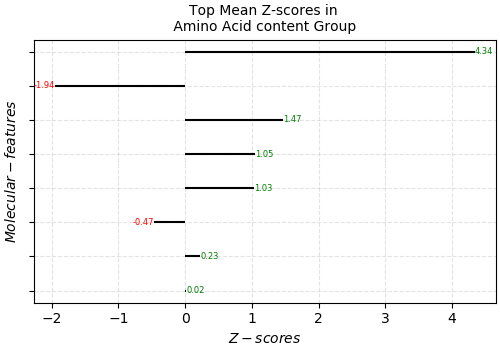 Top Mean Z-scores in
Amino Acid content Group
Molecular − features
4.34
-1.94
1.47
1.05
1.03
-0.47
0.23
0.02
−2 −1 0 1 2 3 4
Z − scores